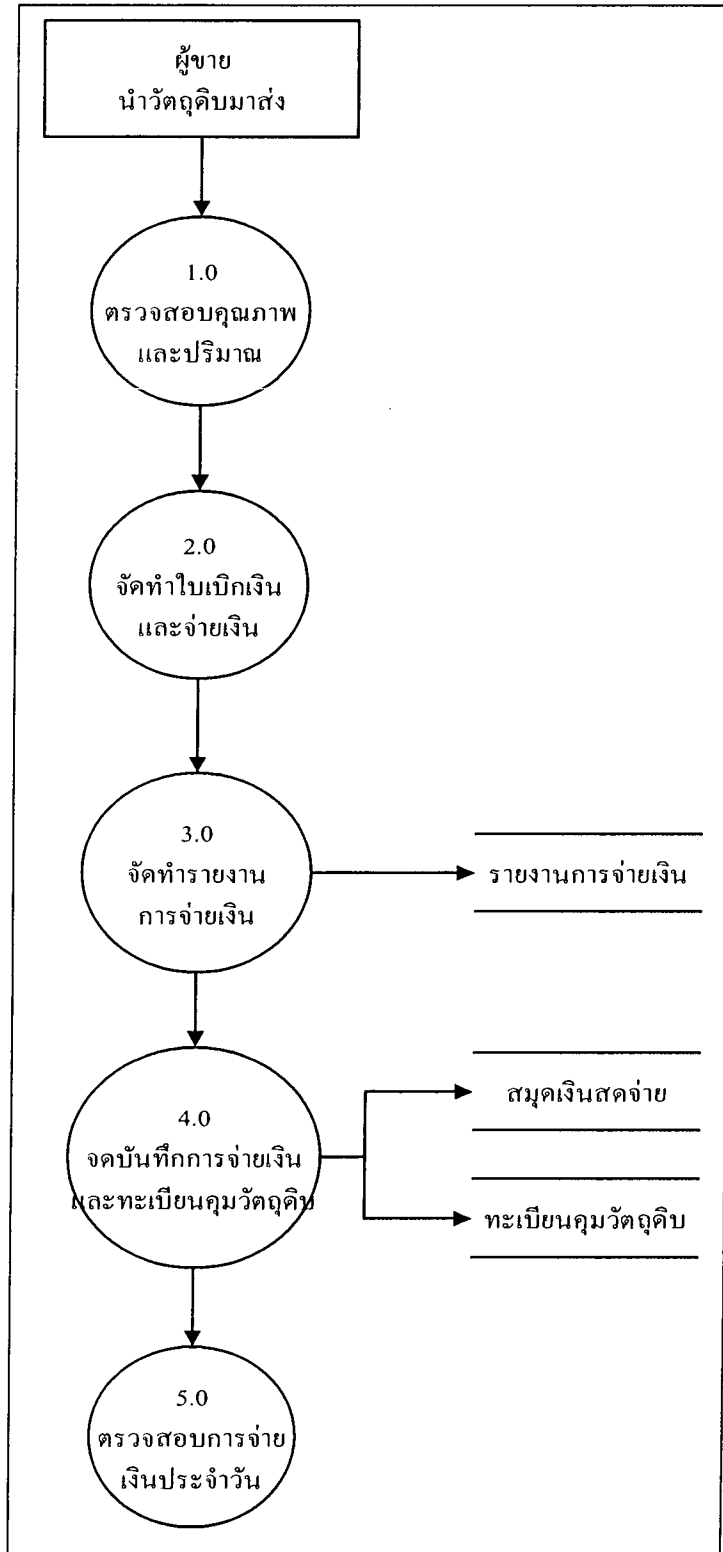 ผู้ขาย
นำวัตถุดิบมาส่ง
1.0
ตรวจสอบคุณภาพ
และปริมาณ
2.0
จัดทำใบเบิกเงิน
และจ่ายเงิน
3.0
จัดทำรายงาน
การจ่ายเงิน
รายงานการจ่ายเงิน
4.0
จดบันทึกการจ่ายเงิน
และทะเบียนคุมวัตถุดิบ
สมุดเงินสดจ่าย
ทะเบียนคุมวัตถุดิบ
5.0
ตรวจสอบการจ่าย
เงินประจำวัน